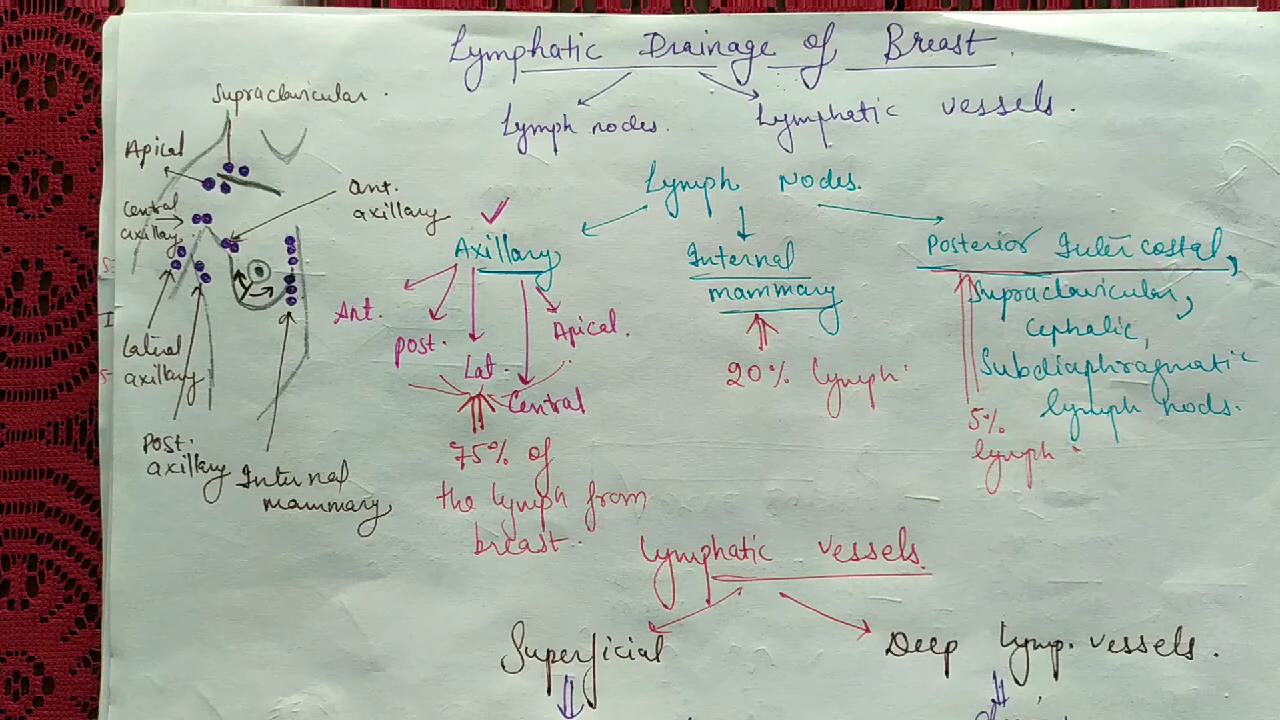 Lymphatic Drainage of Breast.
Lymph nodes.
Lymphatic vessels.
Supraclavicular.
Apical
Central
axillary.
ant.
axillary
Lateral
axillary
Post.
axillary
Internal
mammary
Lymph Nodes.
Axillary
Ant.
post.
Lat.
Central
Apical.
75% of
the lymph from
breast.
Internal
mammary
20% lymph
Posterior Intercostal,
Supraclavicular,
Cephalic,
Subdiaphragmatic
lymph nods.
5%
lymph
Lymphatic vessels.
Superficial
Deep lymp. vessels.